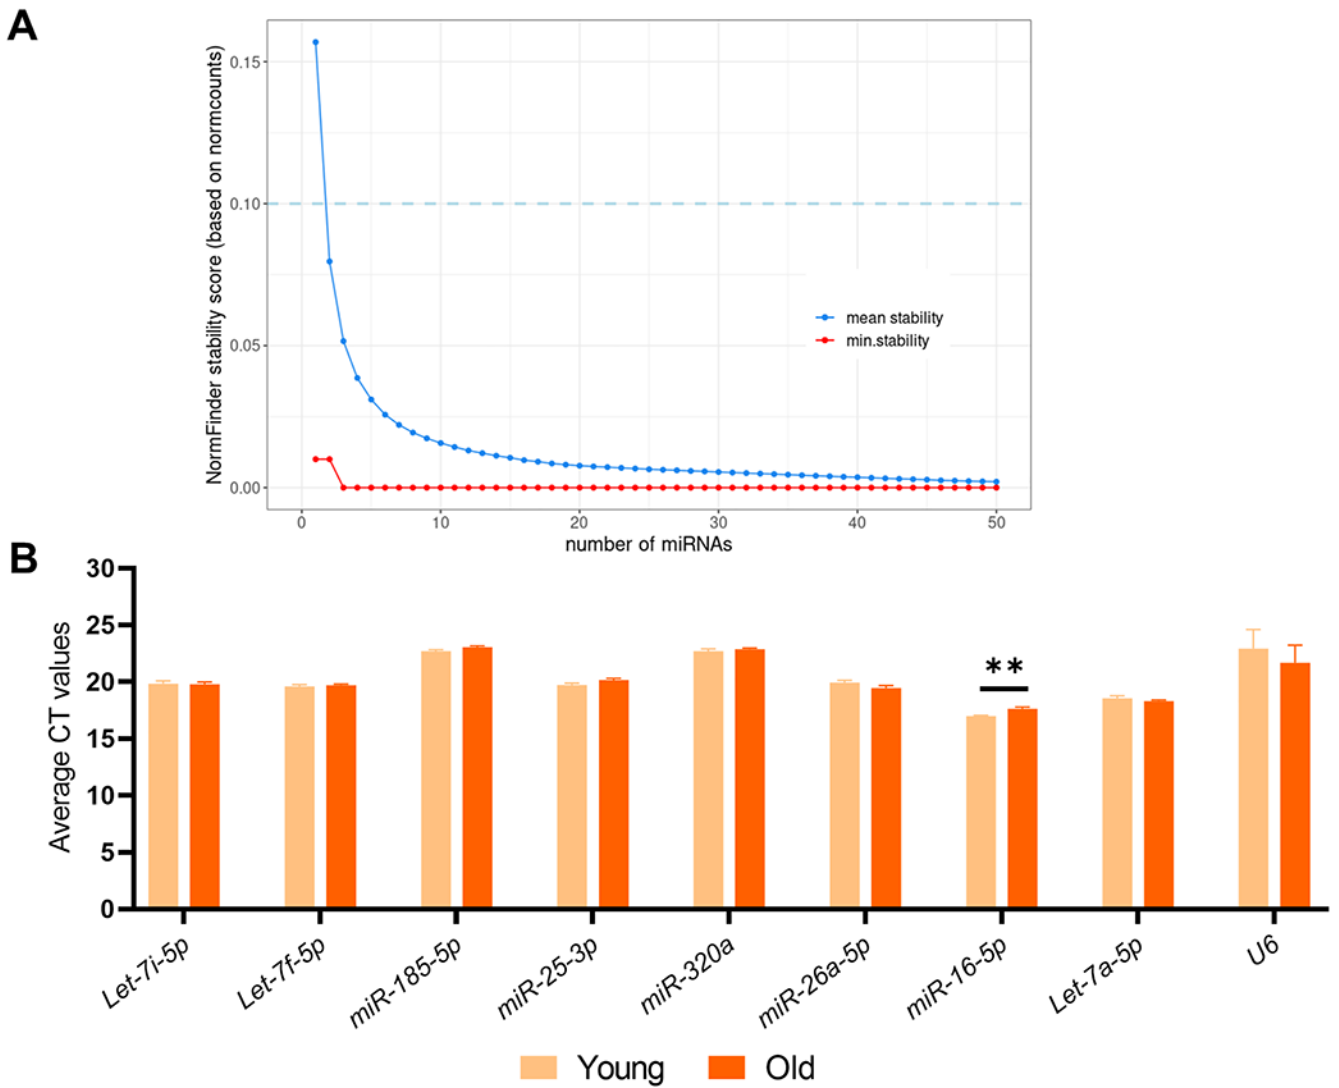 A
NormFinder stability score (based on normcounts)
0.15
0.10
0.05
0.00
mean stability
min.stability
0 10 20 30 40 50
number of miRNAs
B
Average CT values
30
25
20
15
10
5
0
**
Let-7i-5p Let-7f-5p miR-185-5p miR-25-3p miR-320a miR-26a-5p miR-16-5p Let-7a-5p U6
Young Old